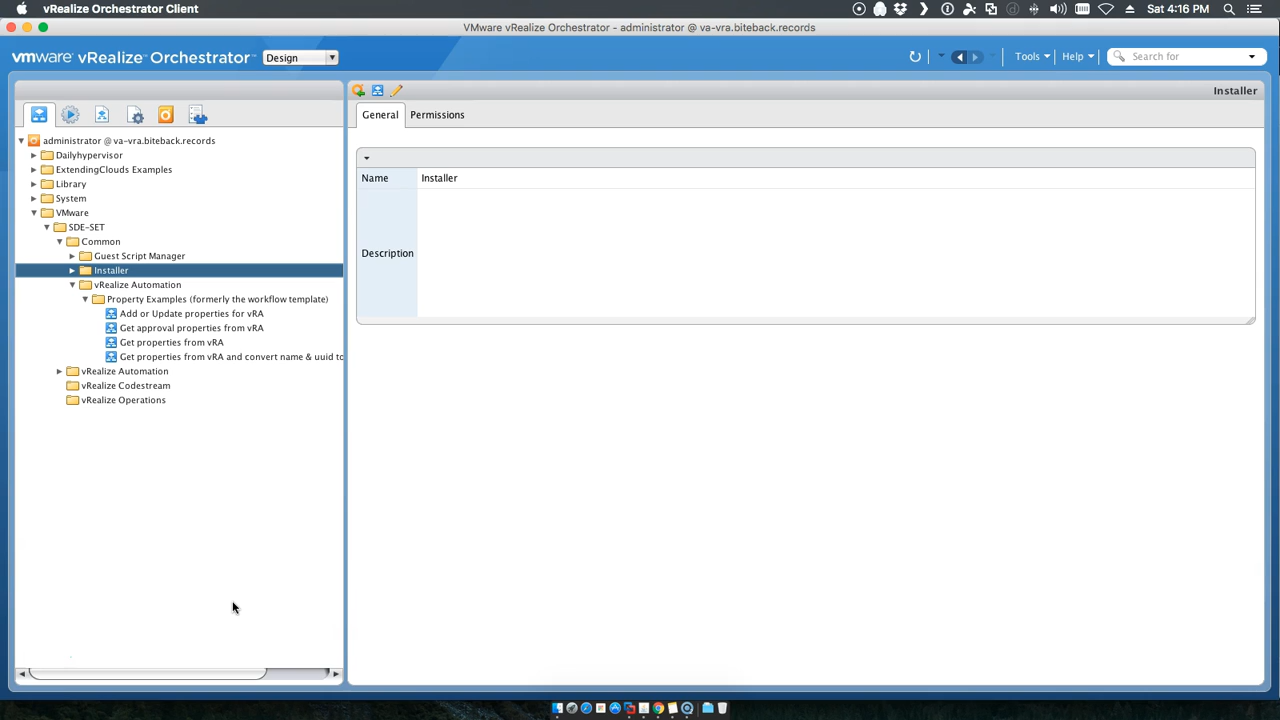 vRealize Orchestrator Client
Sat 4:16 PM
VMware vRealize Orchestrator - administrator @ va-vra.biteback.records
vmware vRealize™ Orchestrator™
Design
Tools
Help
Search for
Installer
General
Permissions
administrator @ va-vra.biteback.records
Dailyhypervisor
ExtendingClouds Examples
Library
System
VMware
SDE-SET
Common
Guest Script Manager
Installer
vRealize Automation
Property Examples (formerly the workflow template)
Add or Update properties for vRA
Get approval properties from vRA
Get properties from vRA
Get properties from vRA and convert name & uuid to
vRealize Automation
vRealize Codestream
vRealize Operations
Name
Installer
Description